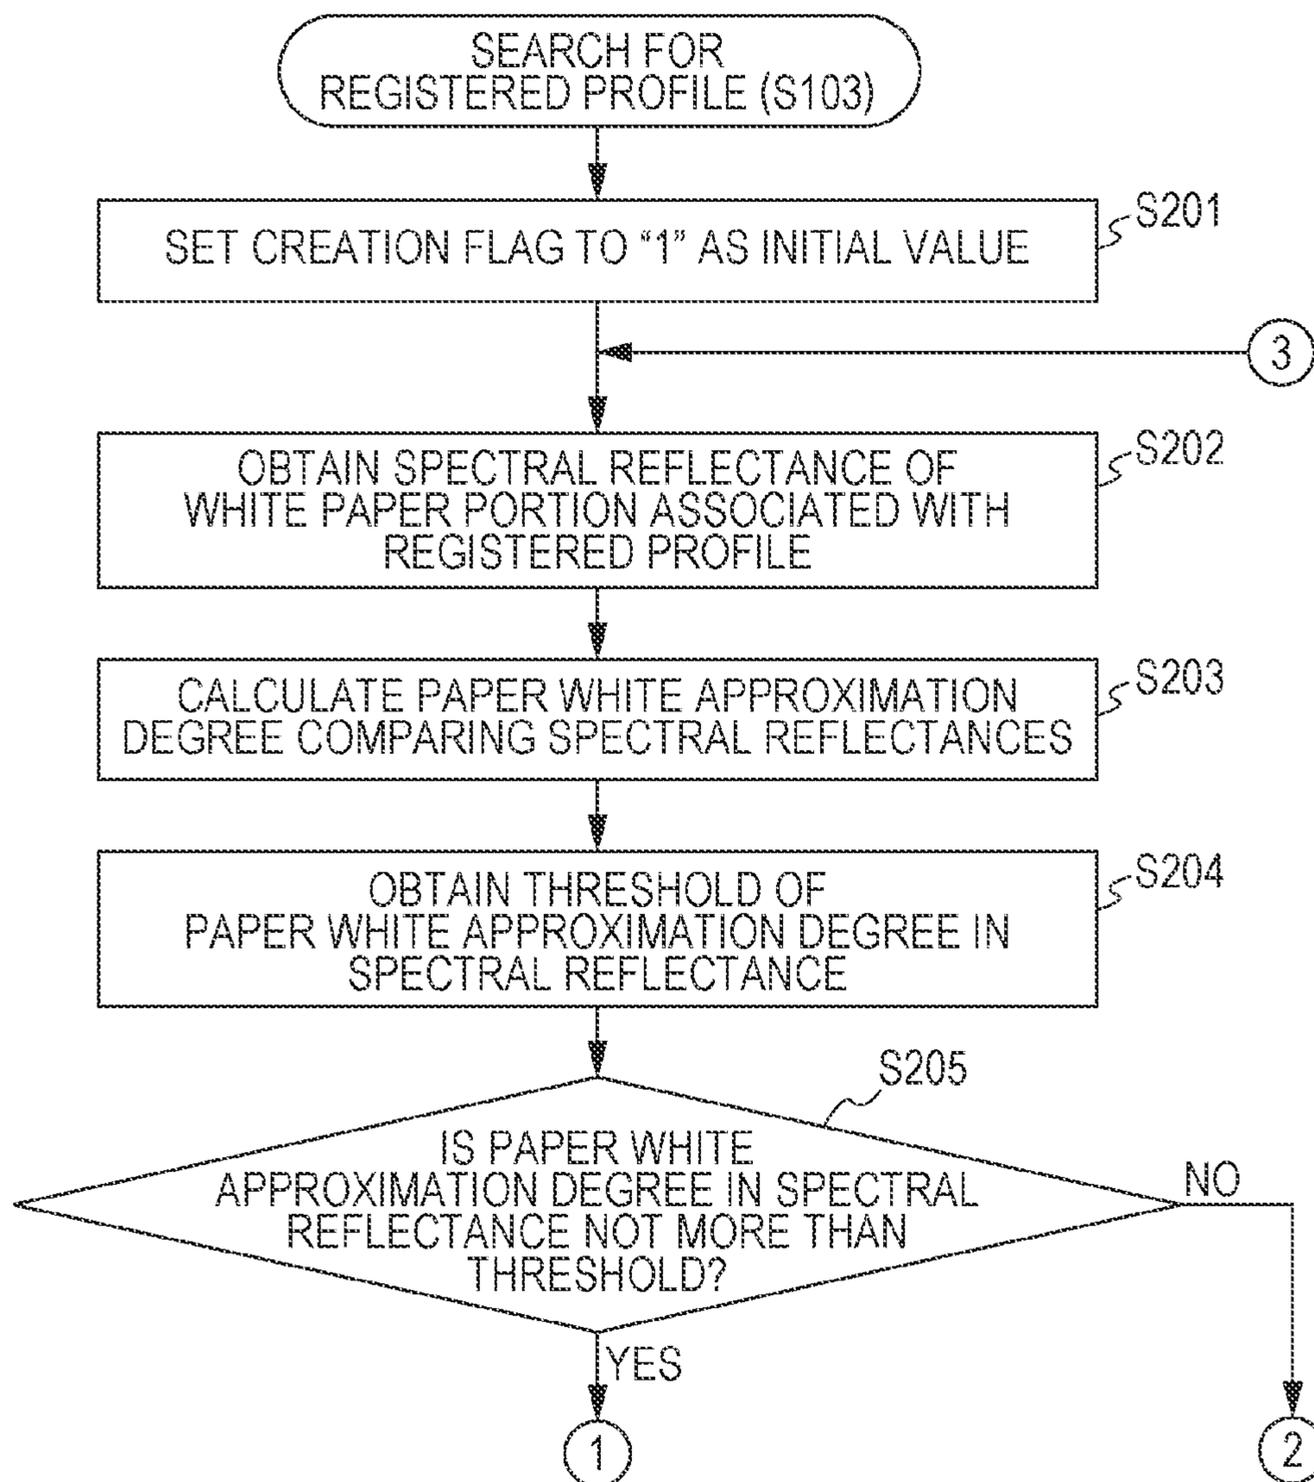 SEARCH FOR
REGISTERED PROFILE (S103)
S201
SET CREATION FLAG TO “1” AS INITIAL VALUE
3
S202
OBTAIN SPECTRAL REFLECTANCE OF
WHITE PAPER PORTION ASSOCIATED WITH
REGISTERED PROFILE
S203
CALCULATE PAPER WHITE APPROXIMATION
DEGREE COMPARING SPECTRAL REFLECTANCES
S204
OBTAIN THRESHOLD OF
PAPER WHITE APPROXIMATION DEGREE IN
SPECTRAL REFLECTANCE
S205
IS PAPER WHITE
APPROXIMATION DEGREE IN SPECTRAL
REFLECTANCE NOT MORE THAN
THRESHOLD?
NO
YES
1
2